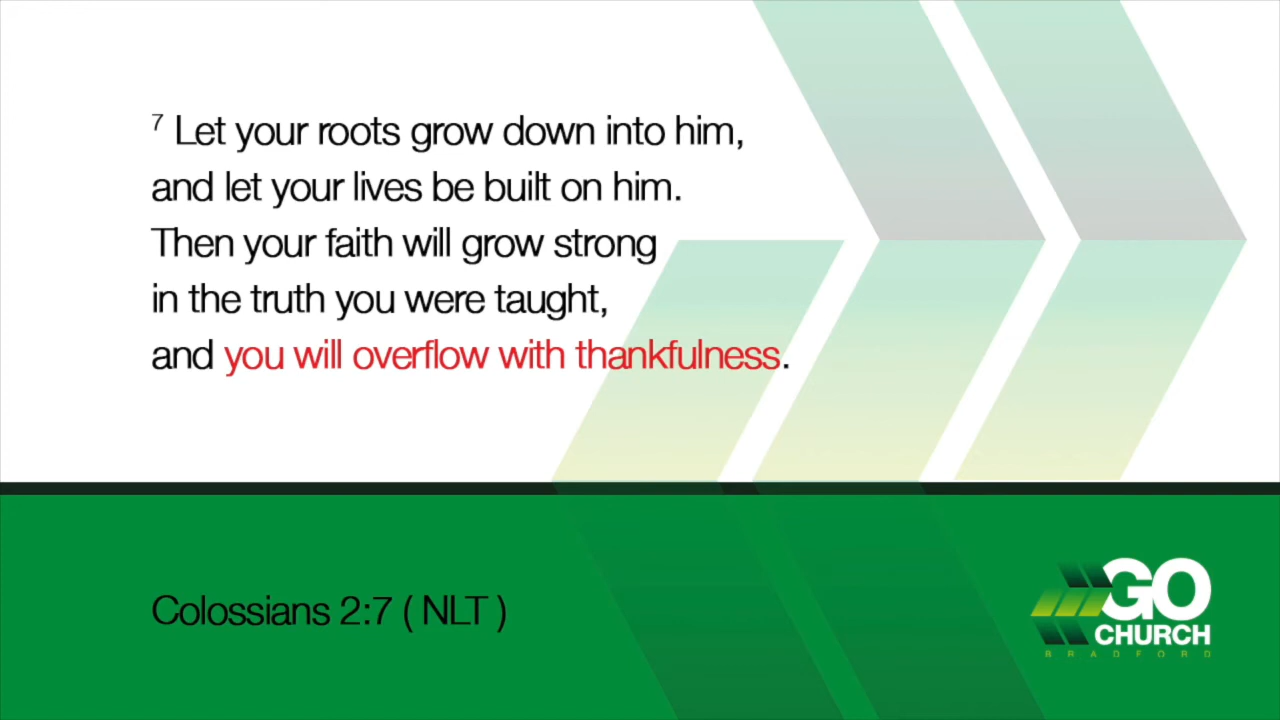 7 Let your roots grow down into him,
and let your lives be built on him.
Then your faith will grow strong
in the truth you were taught,
and you will overflow with thankfulness.
Colossians 2:7 ( NLT )
GO
CHURCH
BRADFORD